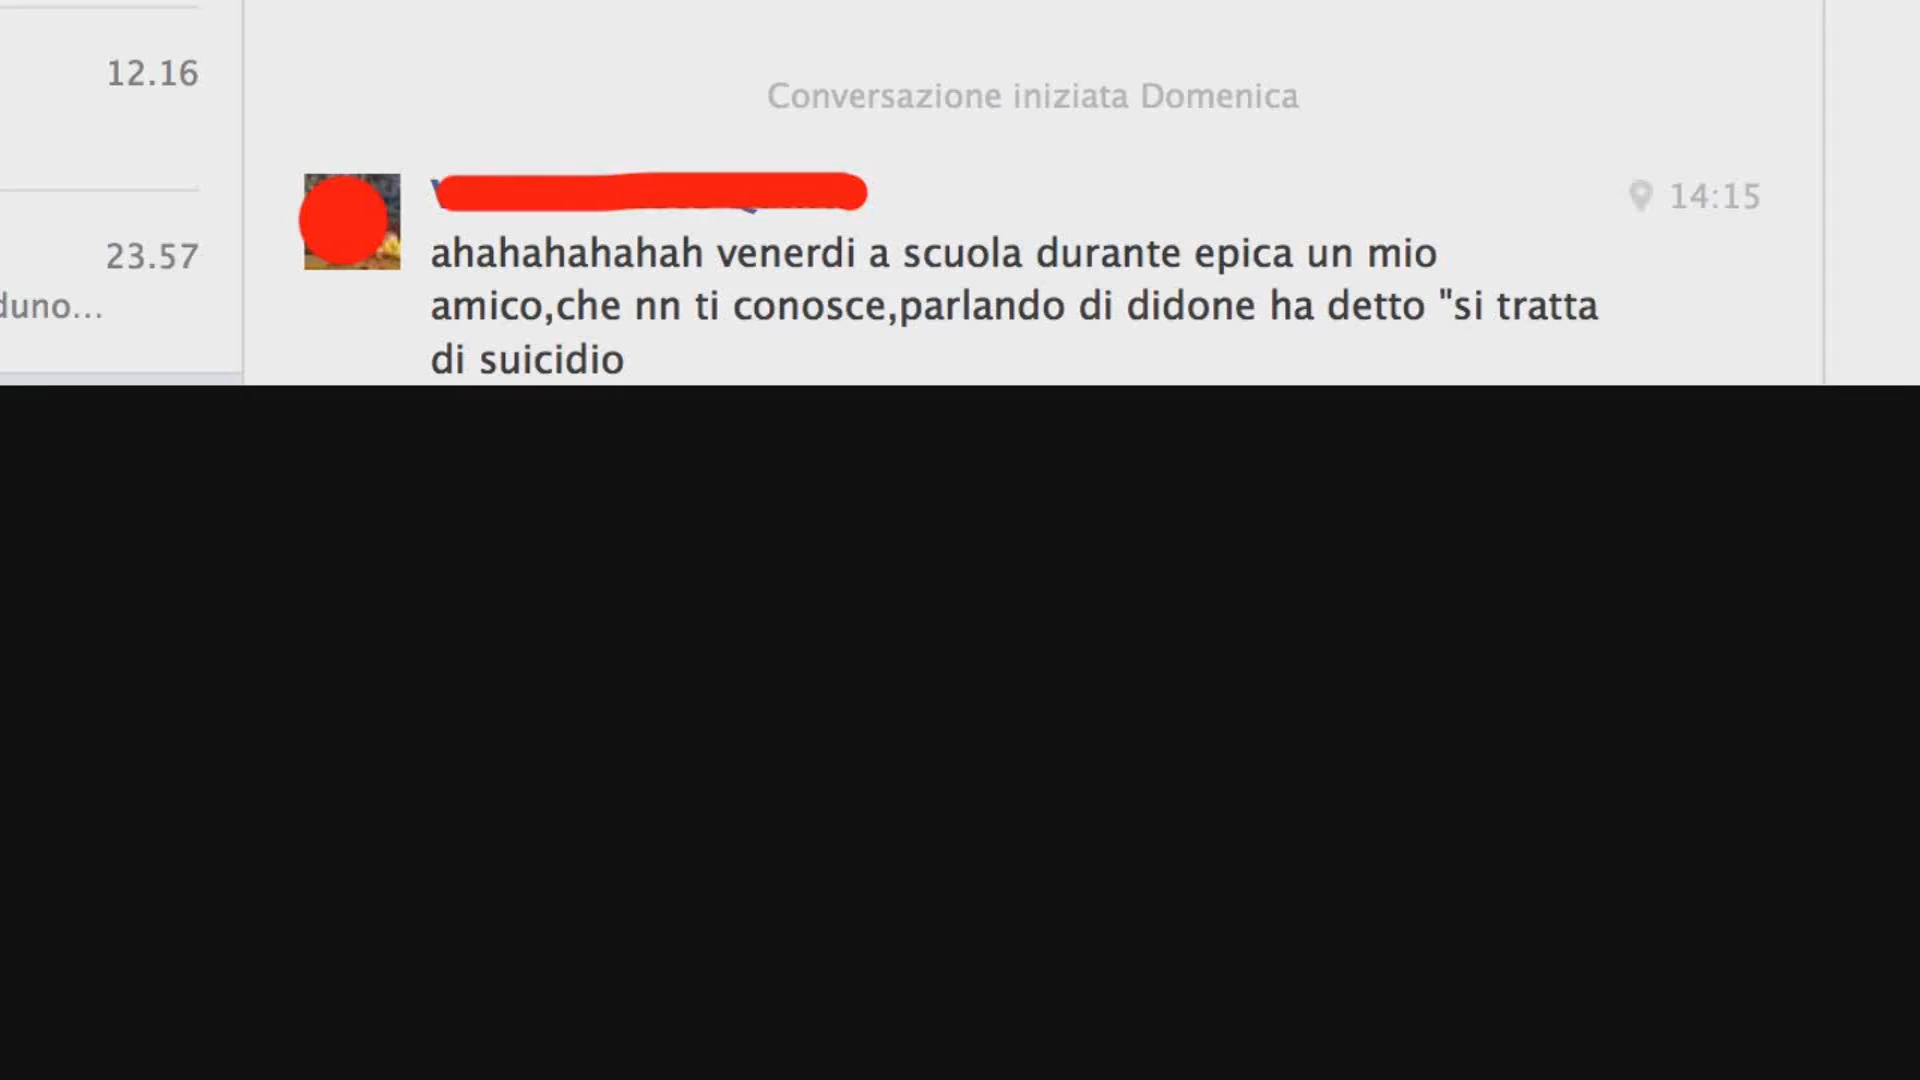 12.16
23.57
duno...
Conversazione iniziata Domenica
14:15
ahahahahahah venerdi a scuola durante epica un mio
amico,che nn ti conosce,parlando di didone ha detto "si tratta
di suicidio